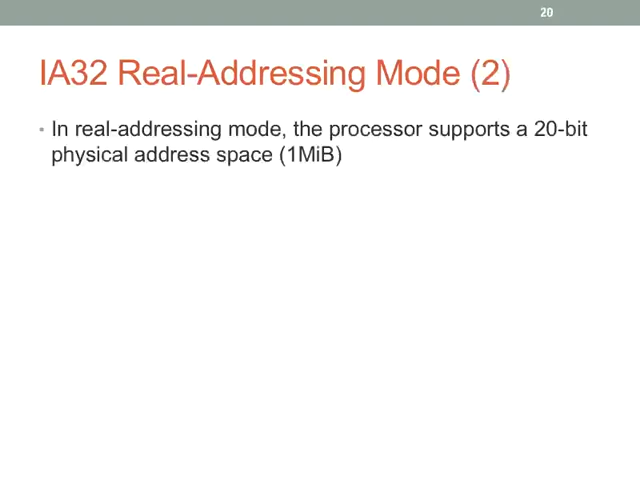 20
IA32 Real-Addressing Mode (2)
• In real-addressing mode, the processor supports a 20-bit
physical address space (1MiB)